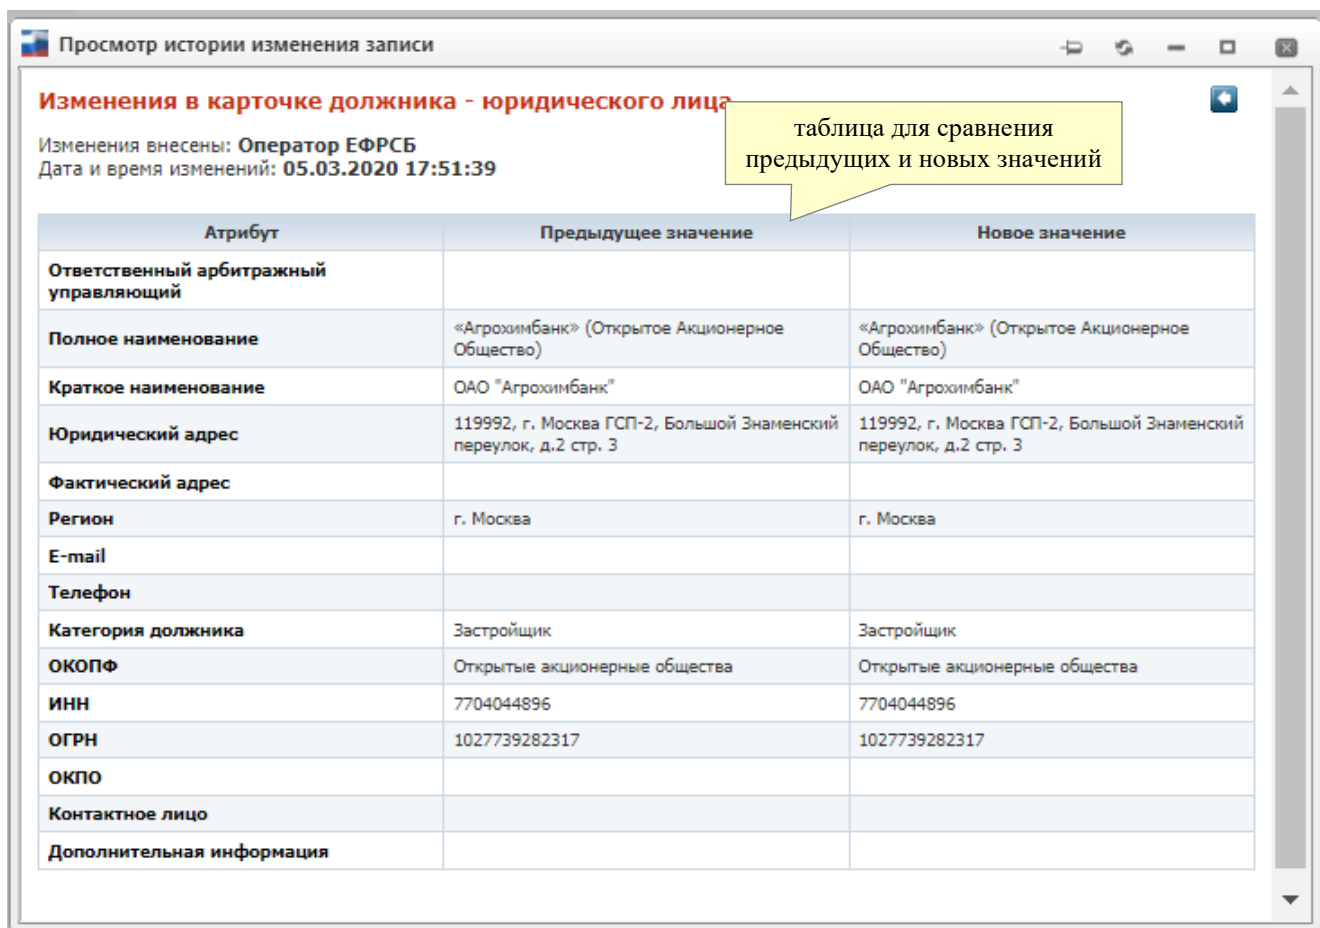 Просмотр истории изменения записи
Изменения в карточке должника - юридического лица
таблица для сравнения
предыдущих и новых значений
Изменения внесены: Оператор ЕФРСБ
Дата и время изменений: 05.03.2020 17:51:39
Атрибут Предыдущее значение Новое значение
Ответственный арбитражный
управляющий
Полное наименование
«Агрохимбанк» (Открытое Акционерное
Общество)
«Агрохимбанк» (Открытое Акционерное
Общество)
Краткое наименование ОАО "Агрохимбанк" ОАО "Агрохимбанк"
Юридический адрес
119992, г. Москва ГСП-2, Большой Знаменский
переулок, д.2 стр. 3
119992, г. Москва ГСП-2, Большой Знаменский
переулок, д.2 стр. 3
Фактический адрес
Регион г. Москва г. Москва
E-mail
Телефон
Категория должника Застройщик Застройщик
ОКОПФ Открытые акционерные общества Открытые акционерные общества
ИНН 7704044896 7704044896
ОГРН 1027739282317 1027739282317
ОКПО
Контактное лицо
Дополнительная информация